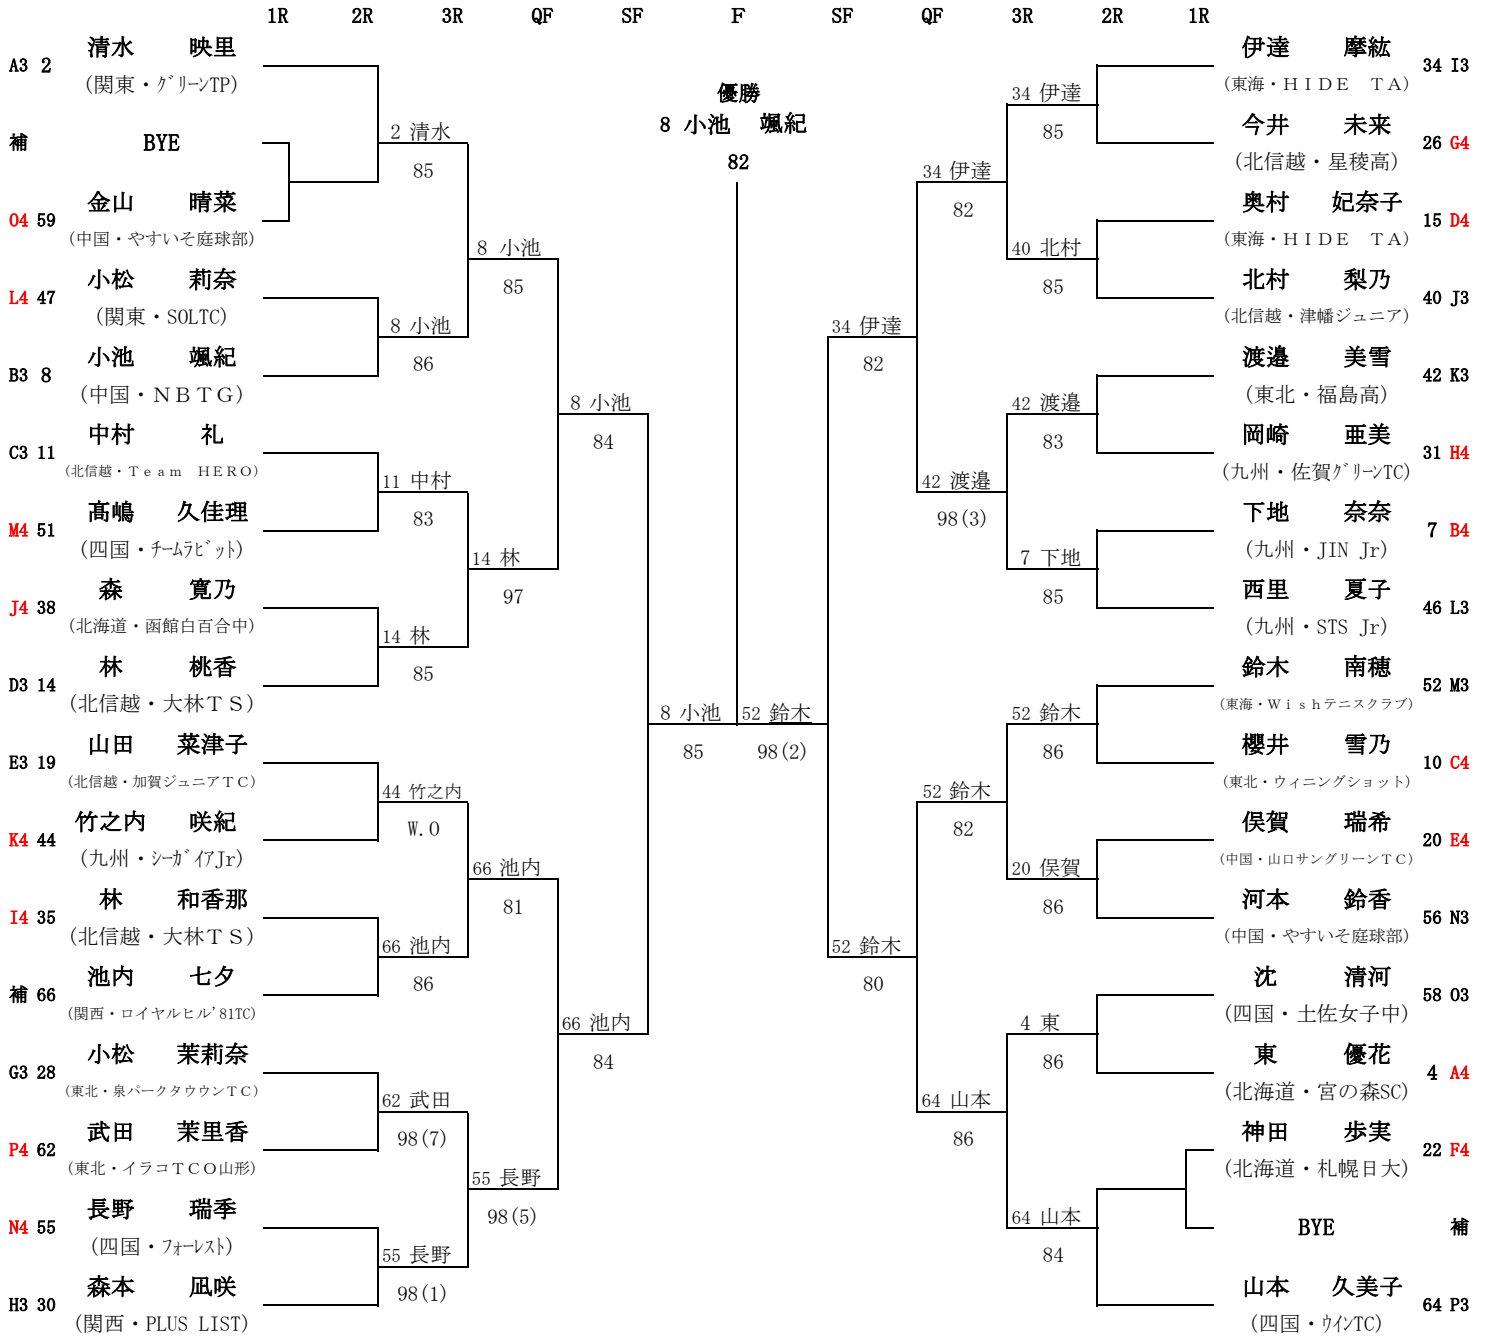 1R 2R 3R QF SF F SF QF 3R 2R 1R
優勝
8 小池 颯紀
82
A3 2 清水 映里
(関東・グリーンTP)
補 BYE
O4 59 金山 晴菜
(中国・やすいそ庭球部)
L4 47 小松 莉奈
(関東・SOLTC)
B3 8 小池 颯紀
(中国・NBTG)
C3 11 中村 礼
(北信越・Team HERO)
M4 51 髙嶋 久佳理
(四国・チームラビット)
J4 38 森 寛乃
(北海道・函館白百合中)
D3 14 林 桃香
(北信越・大林TS)
E3 19 山田 菜津子
(北信越・加賀ジュニアTC)
K4 44 竹之内 咲紀
(九州・シーガイアJr)
I4 35 林 和香那
(北信越・大林TS)
補 66 池内 七夕
(関西・ロイヤルヒル'81TC)
G3 28 小松 茉莉奈
(東北・泉パークタウウンTC)
P4 62 武田 茉里香
(東北・イラコTCO山形)
N4 55 長野 瑞季
(四国・フォーレスト)
H3 30 森本 凪咲
(関西・PLUS LIST)
2 清水
85
8 小池
86
11 中村
83
14 林
85
44 竹之内
W.O
66 池内
86
62 武田
98(7)
55 長野
98(1)
8 小池
85
14 林
97
66 池内
81
55 長野
98(5)
8 小池
84
66 池内
84
8 小池
85
52 鈴木
98(2)
34 伊達
82
52 鈴木
80
34 伊達
82
42 渡邉
98(3)
52 鈴木
82
64 山本
86
34 伊達
85
40 北村
85
42 渡邉
83
7 下地
85
52 鈴木
86
20 俣賀
86
4 東
86
64 山本
84
伊達 摩紘 34 I3
(東海・HIDE TA)
今井 未来 26 G4
(北信越・星稜高)
奥村 妃奈子 15 D4
(東海・HIDE TA)
北村 梨乃 40 J3
(北信越・津幡ジュニア)
渡邉 美雪 42 K3
(東北・福島高)
岡崎 亜美 31 H4
(九州・佐賀グリーンTC)
下地 奈奈 7 B4
(九州・JIN Jr)
西里 夏子 46 L3
(九州・STS Jr)
鈴木 南穂 52 M3
(東海・Wishテニスクラブ)
櫻井 雪乃 10 C4
(東北・ウィニングショット)
俣賀 瑞希 20 E4
(中国・山口サングリーンTC)
河本 鈴香 56 N3
(中国・やすいそ庭球部)
沈 清河 58 O3
(四国・土佐女子中)
東 優花 4 A4
(北海道・宮の森SC)
神田 歩実 22 F4
(北海道・札幌日大)
BYE 補
山本 久美子 64 P3
(四国・ウインTC)